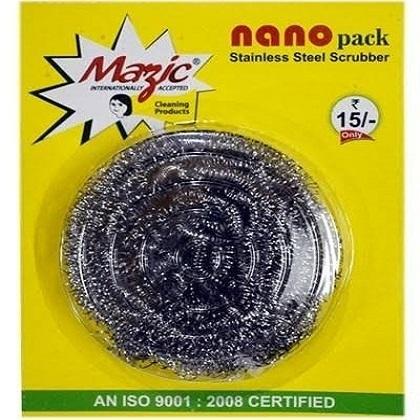 nano pack
Stainless Steel Scrubber
Mazic®
INTERNATIONALLY ACCEPTED
Cleaning
Products
₹
15/-
Only
AN ISO 9001 : 2008 CERTIFIED